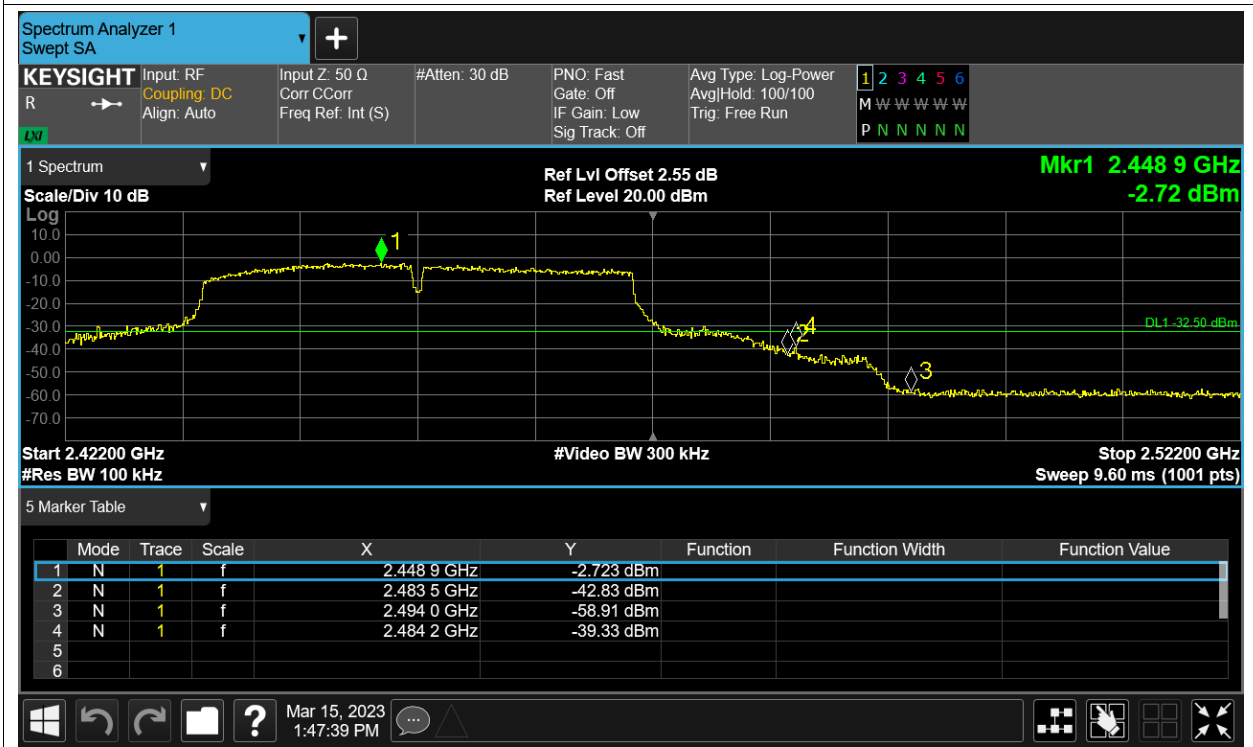 Spectrum Analyzer 1
Swept SA
KEYSIGHT
R
LXI
Input: RF
Coupling: DC
Align: Auto
Input Z: 50 Ω
Corr CCorr
Freq Ref: Int (S)
#Atten: 30 dB
PNO: Fast
Gate: Off
IF Gain: Low
Sig Track: Off
Avg Type: Log-Power
Avg|Hold: 100/100
Trig: Free Run
1 2 3 4 5 6
M W W W W W
P N N N N N
1 Spectrum
Scale/Div 10 dB
Ref Lvl Offset 2.55 dB
Ref Level 20.00 dBm
Mkr1 2.448 9 GHz
-2.72 dBm
Log
10.0
0.00
-10.0
-20.0
-30.0
-40.0
-50.0
-60.0
-70.0
1
2
4
3
DL1 -32.50 dBm
Start 2.42200 GHz
#Res BW 100 kHz
#Video BW 300 kHz
Stop 2.52200 GHz
Sweep 9.60 ms (1001 pts)
5 Marker Table
Mode Trace Scale X Y Function Function Width Function Value
1 N 1 f 2.448 9 GHz -2.723 dBm
2 N 1 f 2.483 5 GHz -42.83 dBm
3 N 1 f 2.494 0 GHz -58.91 dBm
4 N 1 f 2.484 2 GHz -39.33 dBm
5
6
?
Mar 15, 2023
1:47:39 PM